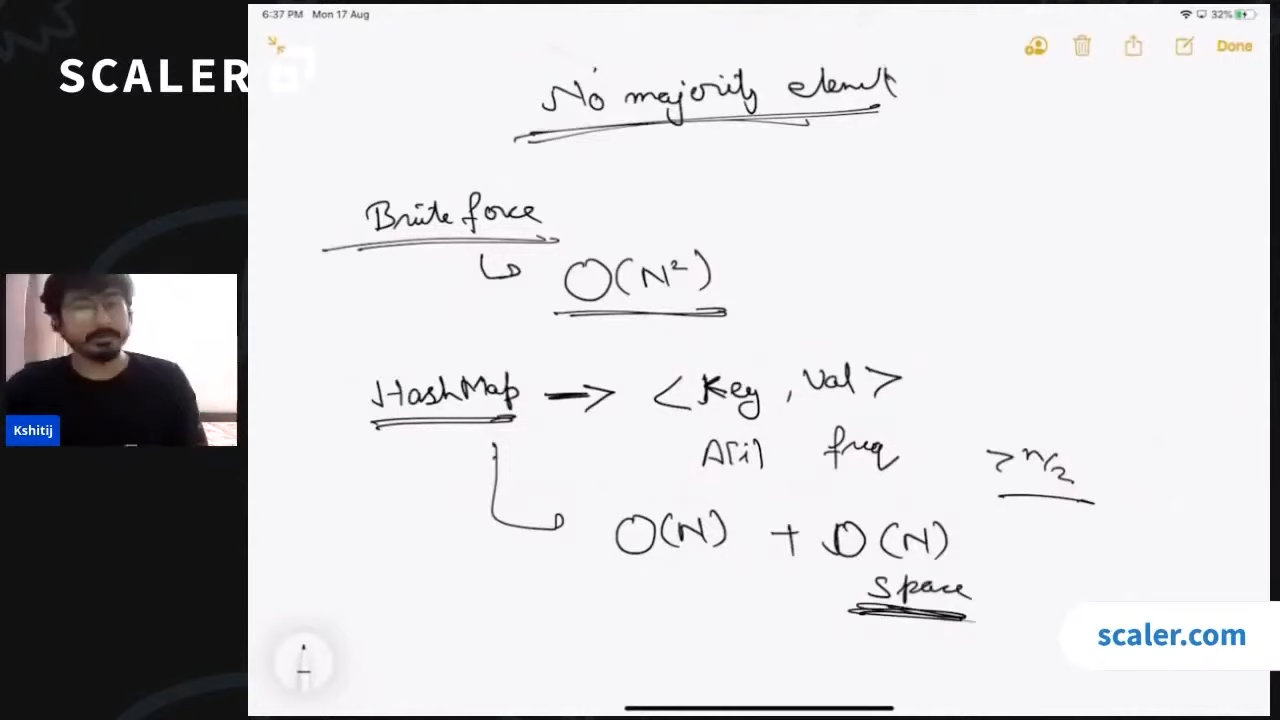 6:37 PM Mon 17 Aug
32%
SCALER
Done
No majority element
Brute force
O(N²)
HashMap → <Key, Val>
A[i] freq >n/2
O(N) + O(N)
Space
Kshitij
scaler.com